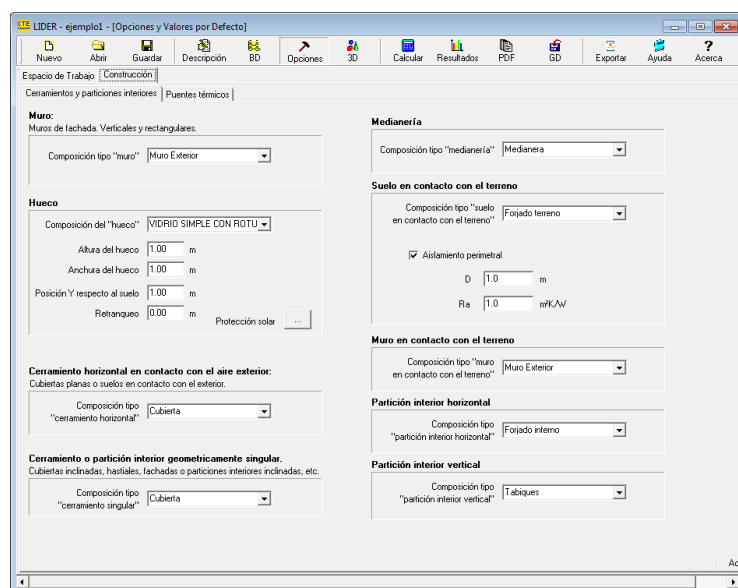 CTE LIDER - ejemplo1 - [Opciones y Valores por Defecto]
Nuevo Abrir Guardar Descripción BD Opciones 3D Calcular Resultados PDF GD Exportar Ayuda Acerca
Espacio de Trabajo Construcción
Cerramientos y particiones interiores Puentes térmicos
Muro:
Muros de fachada. Verticales y rectangulares.
Composición tipo "muro" Muro Exterior
Hueco
Composición del "hueco" VIDRIO SIMPLE CON ROTU
Altura del hueco 1.00 m
Anchura del hueco 1.00 m
Posición Y respecto al suelo 1.00 m
Retranqueo 0.00 m
Protección solar ...
Cerramiento horizontal en contacto con el aire exterior:
Cubiertas planas o suelos en contacto con el exterior.
Composición tipo
"cerramiento horizontal" Cubierta
Cerramiento o partición interior geometricamente singular.
Cubiertas inclinadas, hastiales, fachadas o particiones interiores inclinadas, etc.
Composición tipo
"cerramiento singular" Cubierta
Medianería
Composición tipo "medianería" Medianera
Suelo en contacto con el terreno
Composición tipo "suelo
en contacto con el terreno" Forjado terreno
Aislamiento perimetral
D 1.0 m
Ra 1.0 m²K/W
Muro en contacto con el terreno
Composición tipo "muro
en contacto con el terreno" Muro Exterior
Partición interior horizontal
Composición tipo
"partición interior horizontal" Forjado interno
Partición interior vertical
Composición tipo
"partición interior vertical" Tabiques